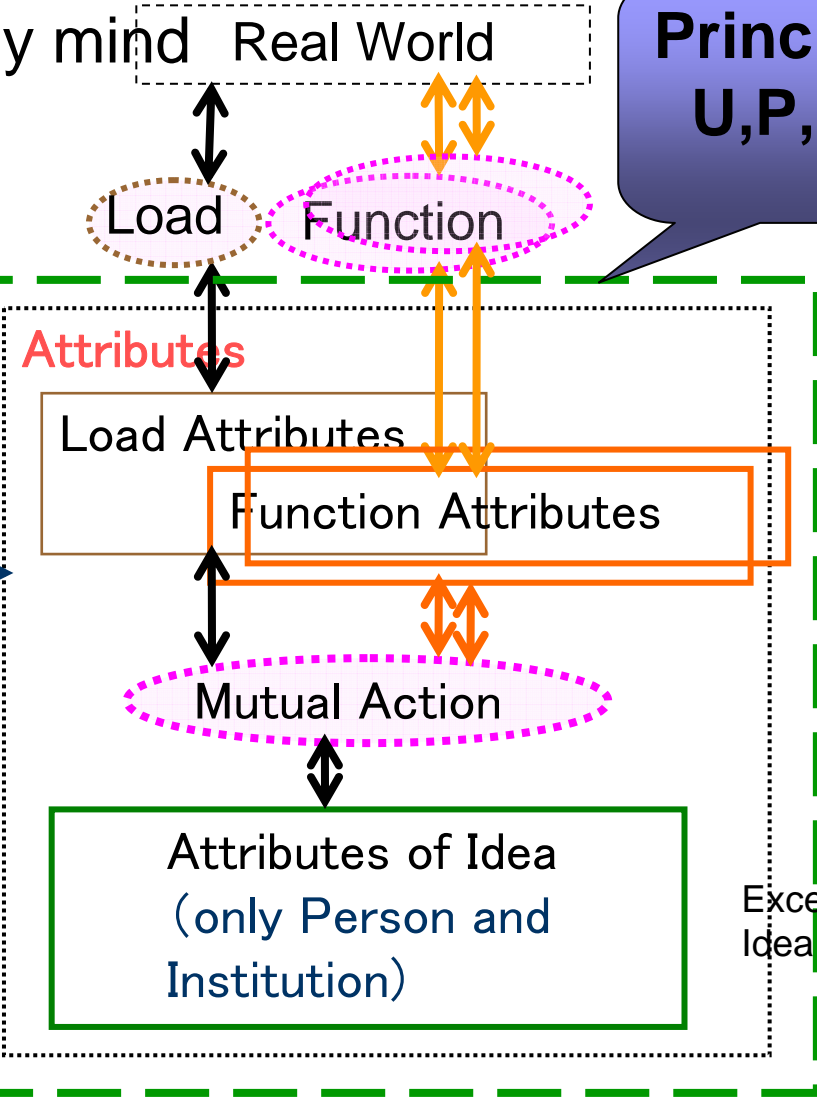 y mind
Real World
Princ
U,P,
Load
Function
Attributes
Load Attributes
Function Attributes
Mutual Action
Attributes of Idea
(only Person and
Institution)
Exce
Idea